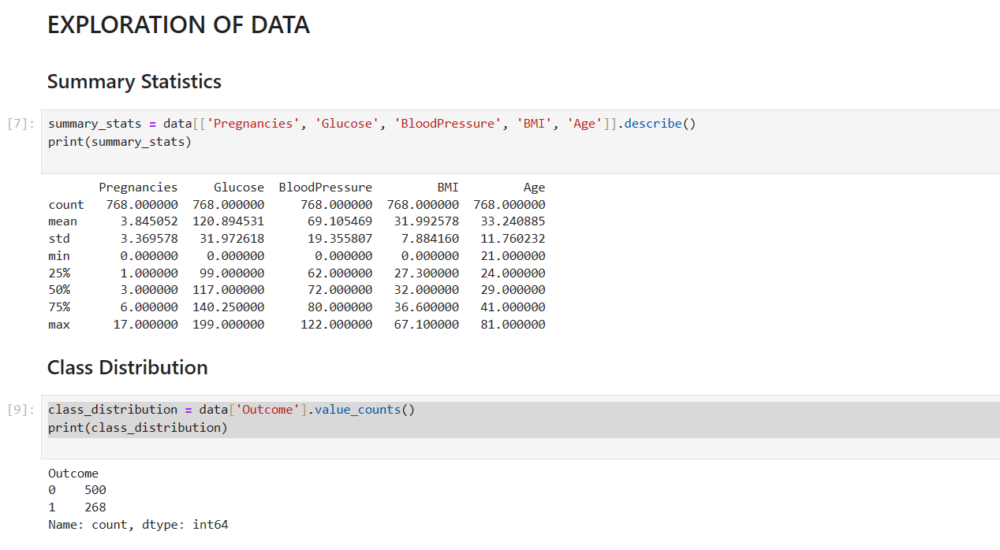 EXPLORATION OF DATA
Summary Statistics
[7]: summary_stats = data[['Pregnancies', 'Glucose', 'BloodPressure', 'BMI', 'Age']].describe()
print(summary_stats)
Pregnancies Glucose BloodPressure BMI Age
count 768.000000 768.000000 768.000000 768.000000 768.000000
mean 3.845052 120.894531 69.105469 31.992578 33.240885
std 3.369578 31.972618 19.355807 7.884160 11.760232
min 0.000000 0.000000 0.000000 0.000000 21.000000
25% 1.000000 99.000000 62.000000 27.300000 24.000000
50% 3.000000 117.000000 72.000000 32.000000 29.000000
75% 6.000000 140.250000 80.000000 36.600000 41.000000
max 17.000000 199.000000 122.000000 67.100000 81.000000
Class Distribution
[9]: class_distribution = data['Outcome'].value_counts()
print(class_distribution)
Outcome
0 500
1 268
Name: count, dtype: int64